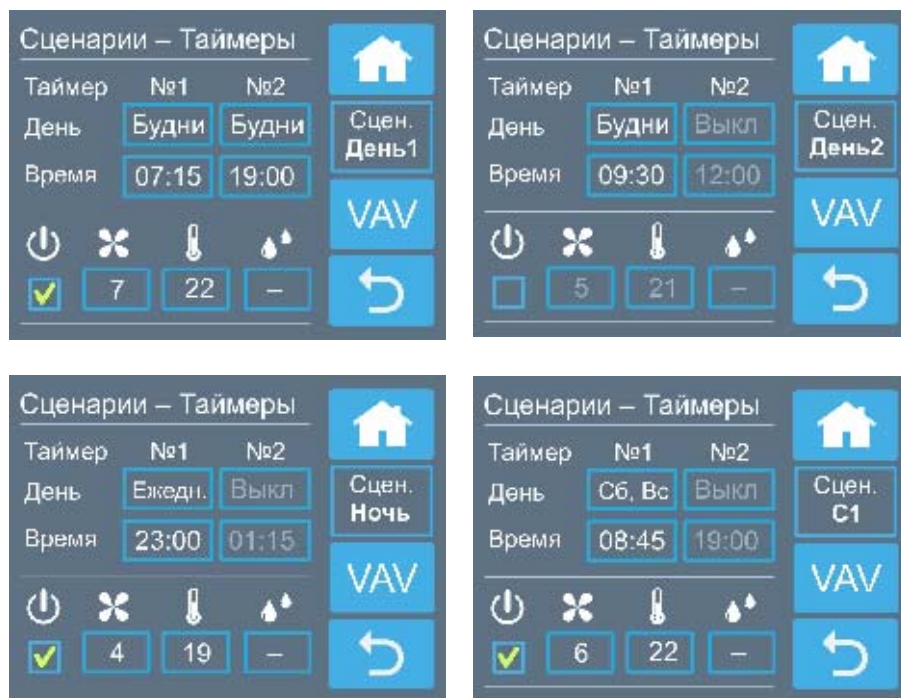 Сценарии – Таймеры
Таймер №1 №2
День Будни Будни
Время 07:15 19:00
7 22 –
Сцен.
День1
VAV
Сценарии – Таймеры
Таймер №1 №2
День Будни Выкл
Время 09:30 12:00
5 21 –
Сцен.
День2
VAV
Сценарии – Таймеры
Таймер №1 №2
День Ежедн. Выкл
Время 23:00 01:15
4 19 –
Сцен.
Ночь
VAV
Сценарии – Таймеры
Таймер №1 №2
День Сб, Вс Выкл
Время 08:45 19:00
6 22 –
Сцен.
С1
VAV